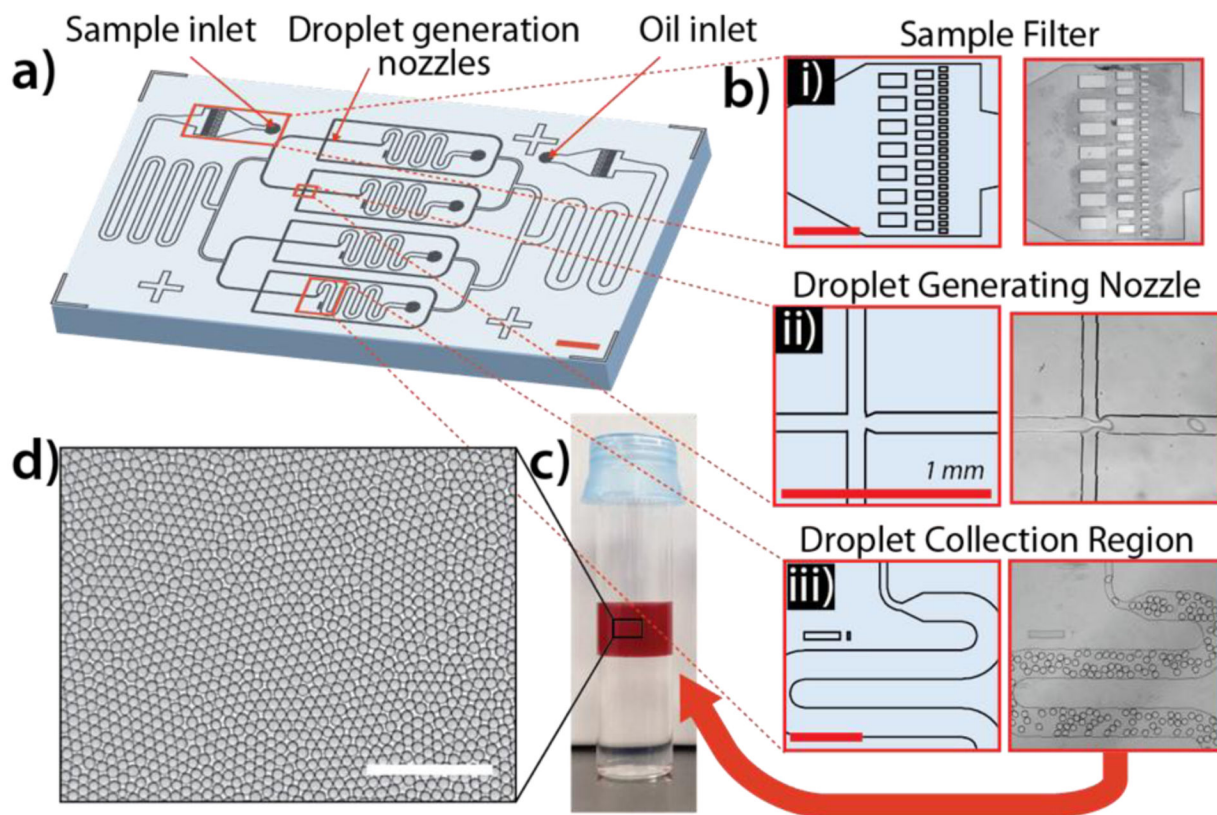 Sample inlet
Droplet generation
nozzles
Oil inlet
a)
b)
Sample Filter
i)
Droplet Generating Nozzle
ii)
1 mm
d)
c)
Droplet Collection Region
iii)